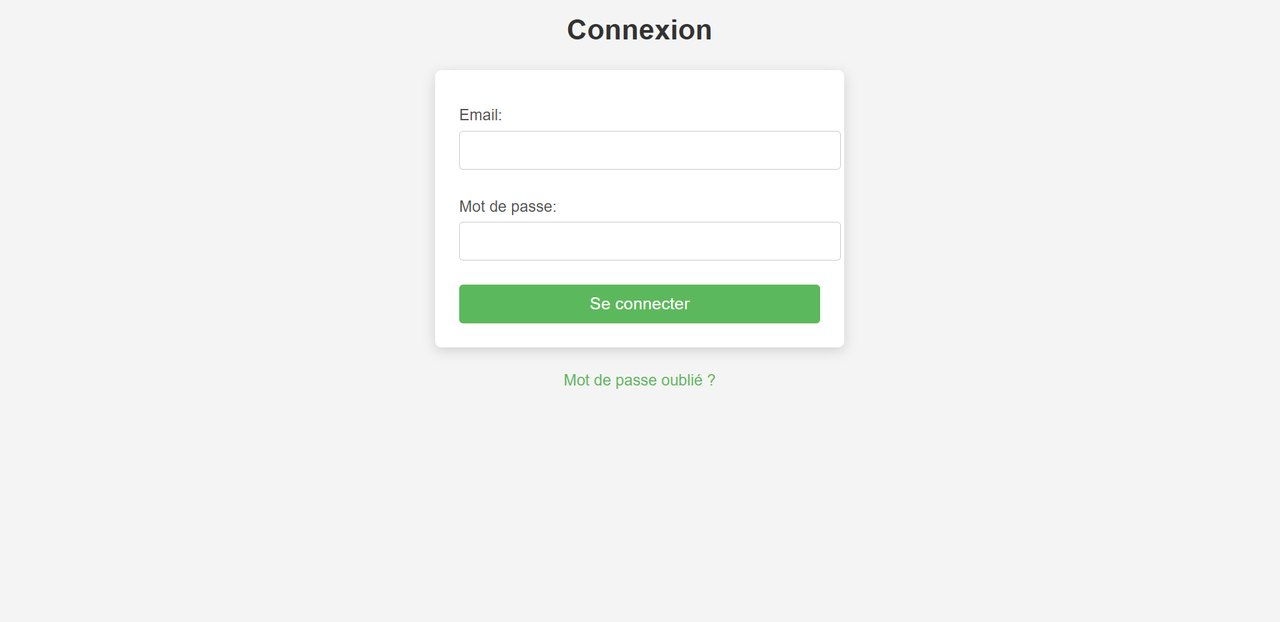 Connexion
Email:
Mot de passe:
Se connecter
Mot de passe oublié ?